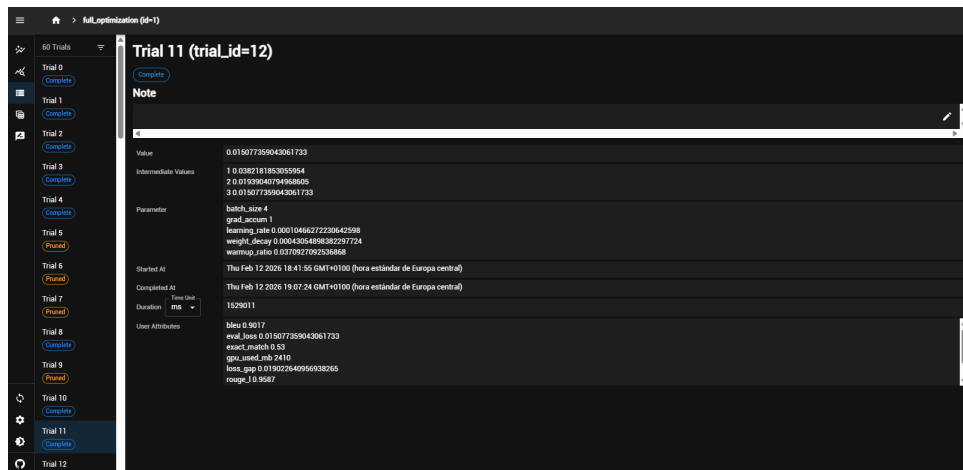 full_optimization (id=1)
60 Trials
Trial 0
Complete
Trial 1
Complete
Trial 2
Complete
Trial 3
Complete
Trial 4
Complete
Trial 5
Pruned
Trial 6
Pruned
Trial 7
Pruned
Trial 8
Complete
Trial 9
Pruned
Trial 10
Complete
Trial 11
Complete
Trial 12
Trial 11 (trial_id=12)
Complete
Note
Value
0.015077359043061733
Intermediate Values
1 0.0382181853055954
2 0.01939040794968605
3 0.015077359043061733
Parameter
batch_size 4
grad_accum 1
learning_rate 0.00010466272230642598
weight_decay 0.00043054898382297724
warmup_ratio 0.0370927092536868
Started At
Thu Feb 12 2026 18:41:55 GMT+0100 (hora estándar de Europa central)
Completed At
Thu Feb 12 2026 19:07:24 GMT+0100 (hora estándar de Europa central)
Duration
Time Unit
ms
1529011
User Attributes
bleu 0.9017
eval_loss 0.015077359043061733
exact_match 0.53
gpu_used_mb 2410
loss_gap 0.019022640956938265
rouge_l 0.9587